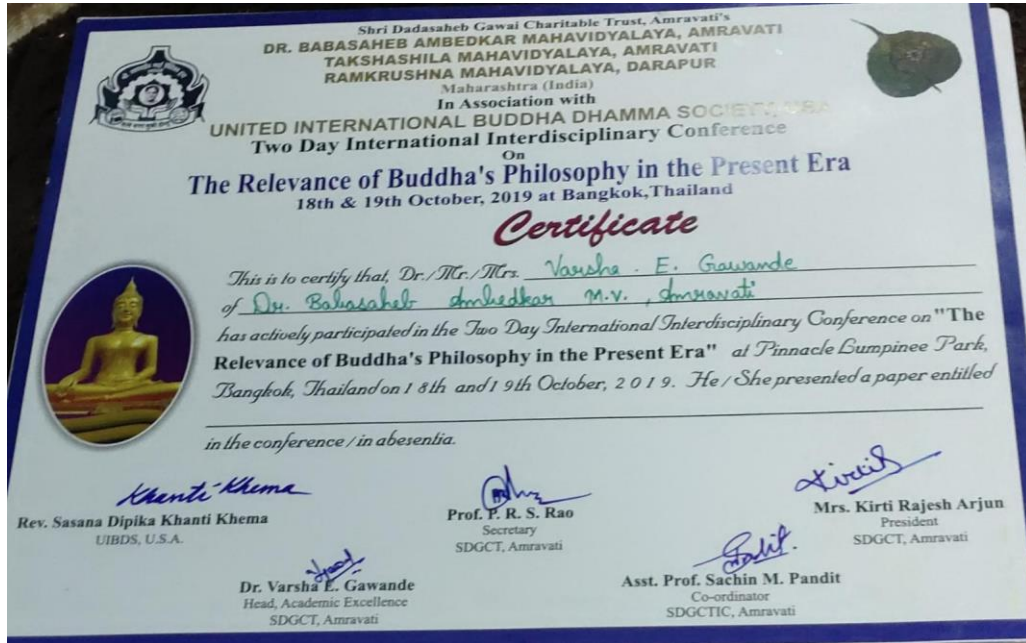 Shri Dadasaheb Gawai Charitable Trust, Amravati's
DR. BABASAHEB AMBEDKAR MAHAVIDYALAYA, AMRAVATI
TAKSHASHILA MAHAVIDYALAYA, AMRAVATI
RAMKRUSHNA MAHAVIDYALAYA, DARAPUR
Maharashtra (India)
In Association with
UNITED INTERNATIONAL BUDDHA DHAMMA SOCIETY, USA
Two Day International Interdisciplinary Conference
On
The Relevance of Buddha's Philosophy in the Present Era
18th & 19th October, 2019 at Bangkok,Thailand
Certificate
This is to certify that, Dr./Mr./Mrs. Varsha . E. Gawande
of Dr. Babasaheb Ambedkar M.V. , Amravati
has actively participated in the Two Day International Interdisciplinary Conference on "The
Relevance of Buddha's Philosophy in the Present Era" at Pinnacle Lumpinee Park,
Bangkok, Thailand on 18th and 19th October, 2019. He/She presented a paper entitled
in the conference/in abesentia.
Khanti Khema
Rev. Sasana Dipika Khanti Khema
UIBDS, U.S.A.
Prof. P. R. S. Rao
Secretary
SDGCT, Amravati
Mrs. Kirti Rajesh Arjun
President
SDGCT, Amravati
Dr. Varsha E. Gawande
Head, Academic Excellence
SDGCT, Amravati
Asst. Prof. Sachin M. Pandit
Co-ordinator
SDGCTIC, Amravati